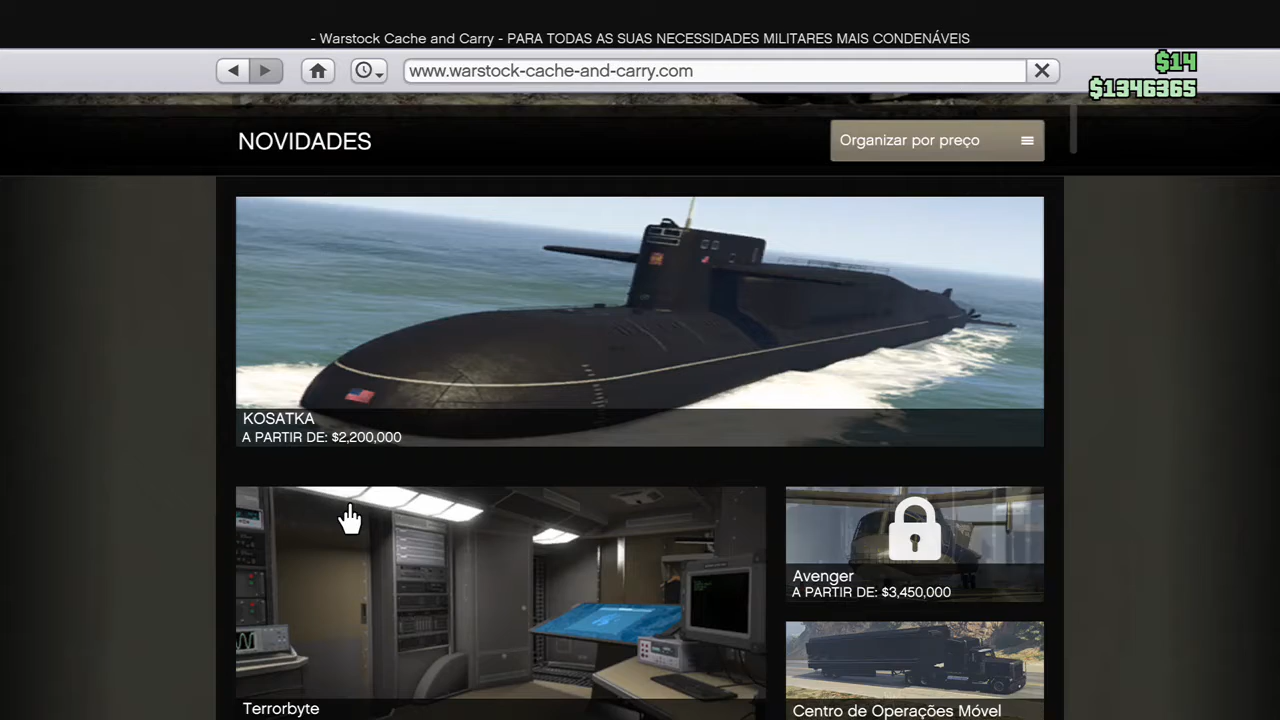 - Warstock Cache and Carry - PARA TODAS AS SUAS NECESSIDADES MILITARES MAIS CONDENÁVEIS
www.warstock-cache-and-carry.com
$14
$1346365
NOVIDADES
Organizar por preço
KOSATKA
A PARTIR DE: $2,200,000
Avenger
A PARTIR DE: $3,450,000
Terrorbyte
Centro de Operações Móvel